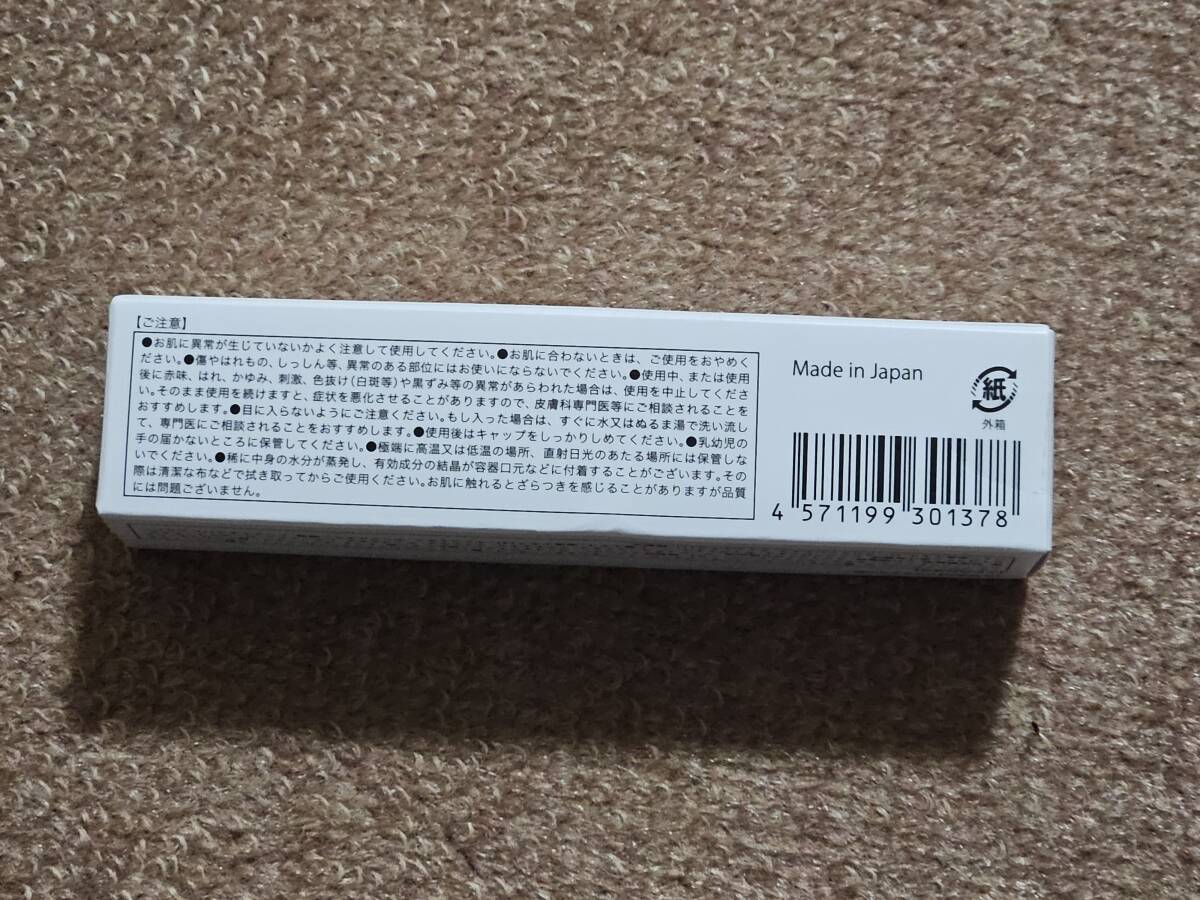 【ご注意】
●お肌に異常が生じていないかよく注意して使用してください。●お肌に合わないときは、ご使用をおやめく
ださい。●傷やはれもの、しっしん等、異常のある部位にはお使いにならないでください。●使用中、または使用
後に赤味、はれ、かゆみ、刺激、色抜け(白斑等)や黒ずみ等の異常があらわれた場合は、使用を中止してくださ
い。そのまま使用を続けますと、症状を悪化させることがありますので、皮膚科専門医等にご相談されることを
おすすめします。●目に入らないようにご注意ください。もし入った場合は、すぐに水又はぬるま湯で洗い流し
て、専門医にご相談されることをおすすめします。●使用後はキャップをしっかりしめてください。●乳幼児の
手の届かないところに保管してください。●極端に高温又は低温の場所、直射日光のあたる場所には保管しな
いでください。●稀に中身の水分が蒸発し、有効成分の結晶が容器口元などに付着することがございます。その
際は清潔な布などで拭き取ってからご使用ください。お肌に触れるとざらつきを感じることがありますが品質
には問題ございません。
Made in Japan
紙
外箱
4 571199 301378